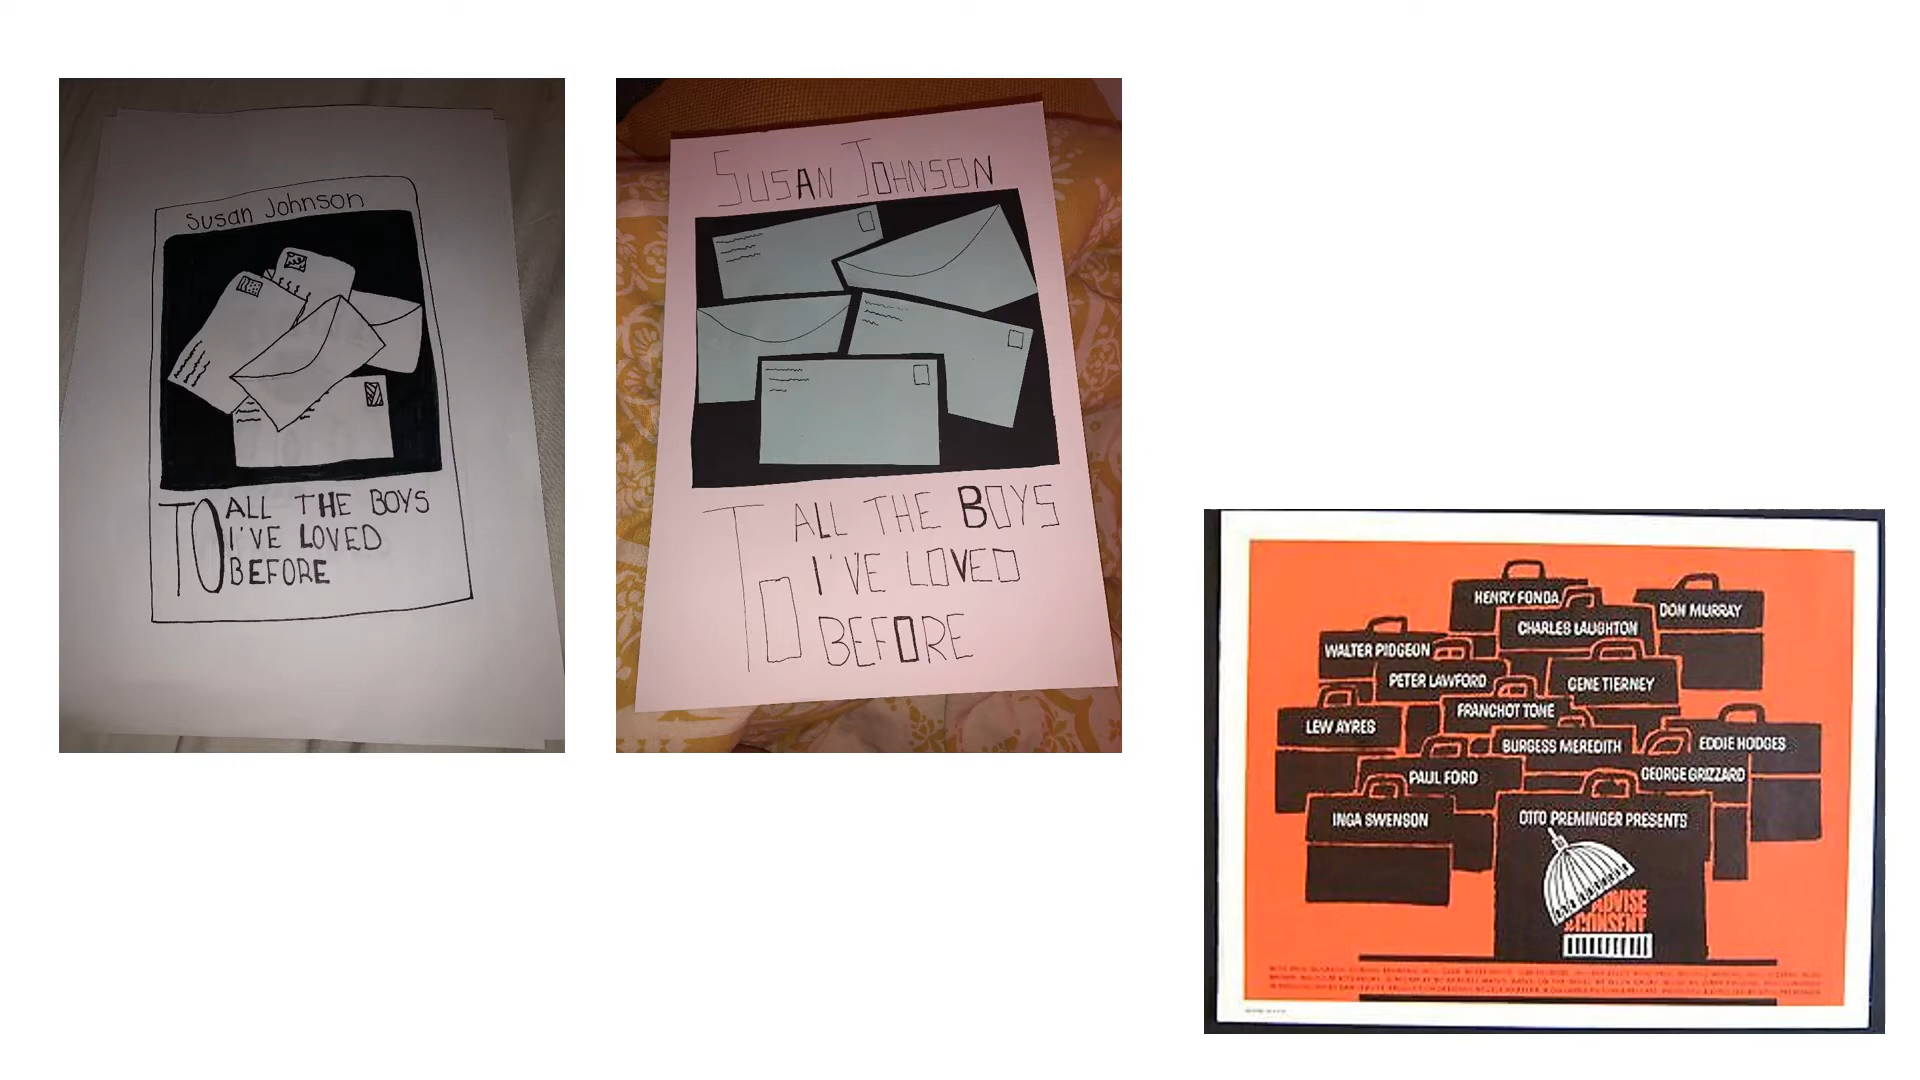 Susan Johnson
TO ALL THE BOYS
I'VE LOVED
BEFORE
SUSAN JOHNSON
TO ALL THE BOYS
I'VE LOVED
BEFORE
HENRY FONDA
DON MURRAY
CHARLES LAUGHTON
WALTER PIDGEON
PETER LAWFORD
GENE TIERNEY
FRANCHOT TONE
LEW AYRES
BURGESS MEREDITH
EDDIE HODGES
PAUL FORD
GEORGE GRIZZARD
INGA SWENSON
OTTO PREMINGER PRESENTS
ADVISE
& CONSENT